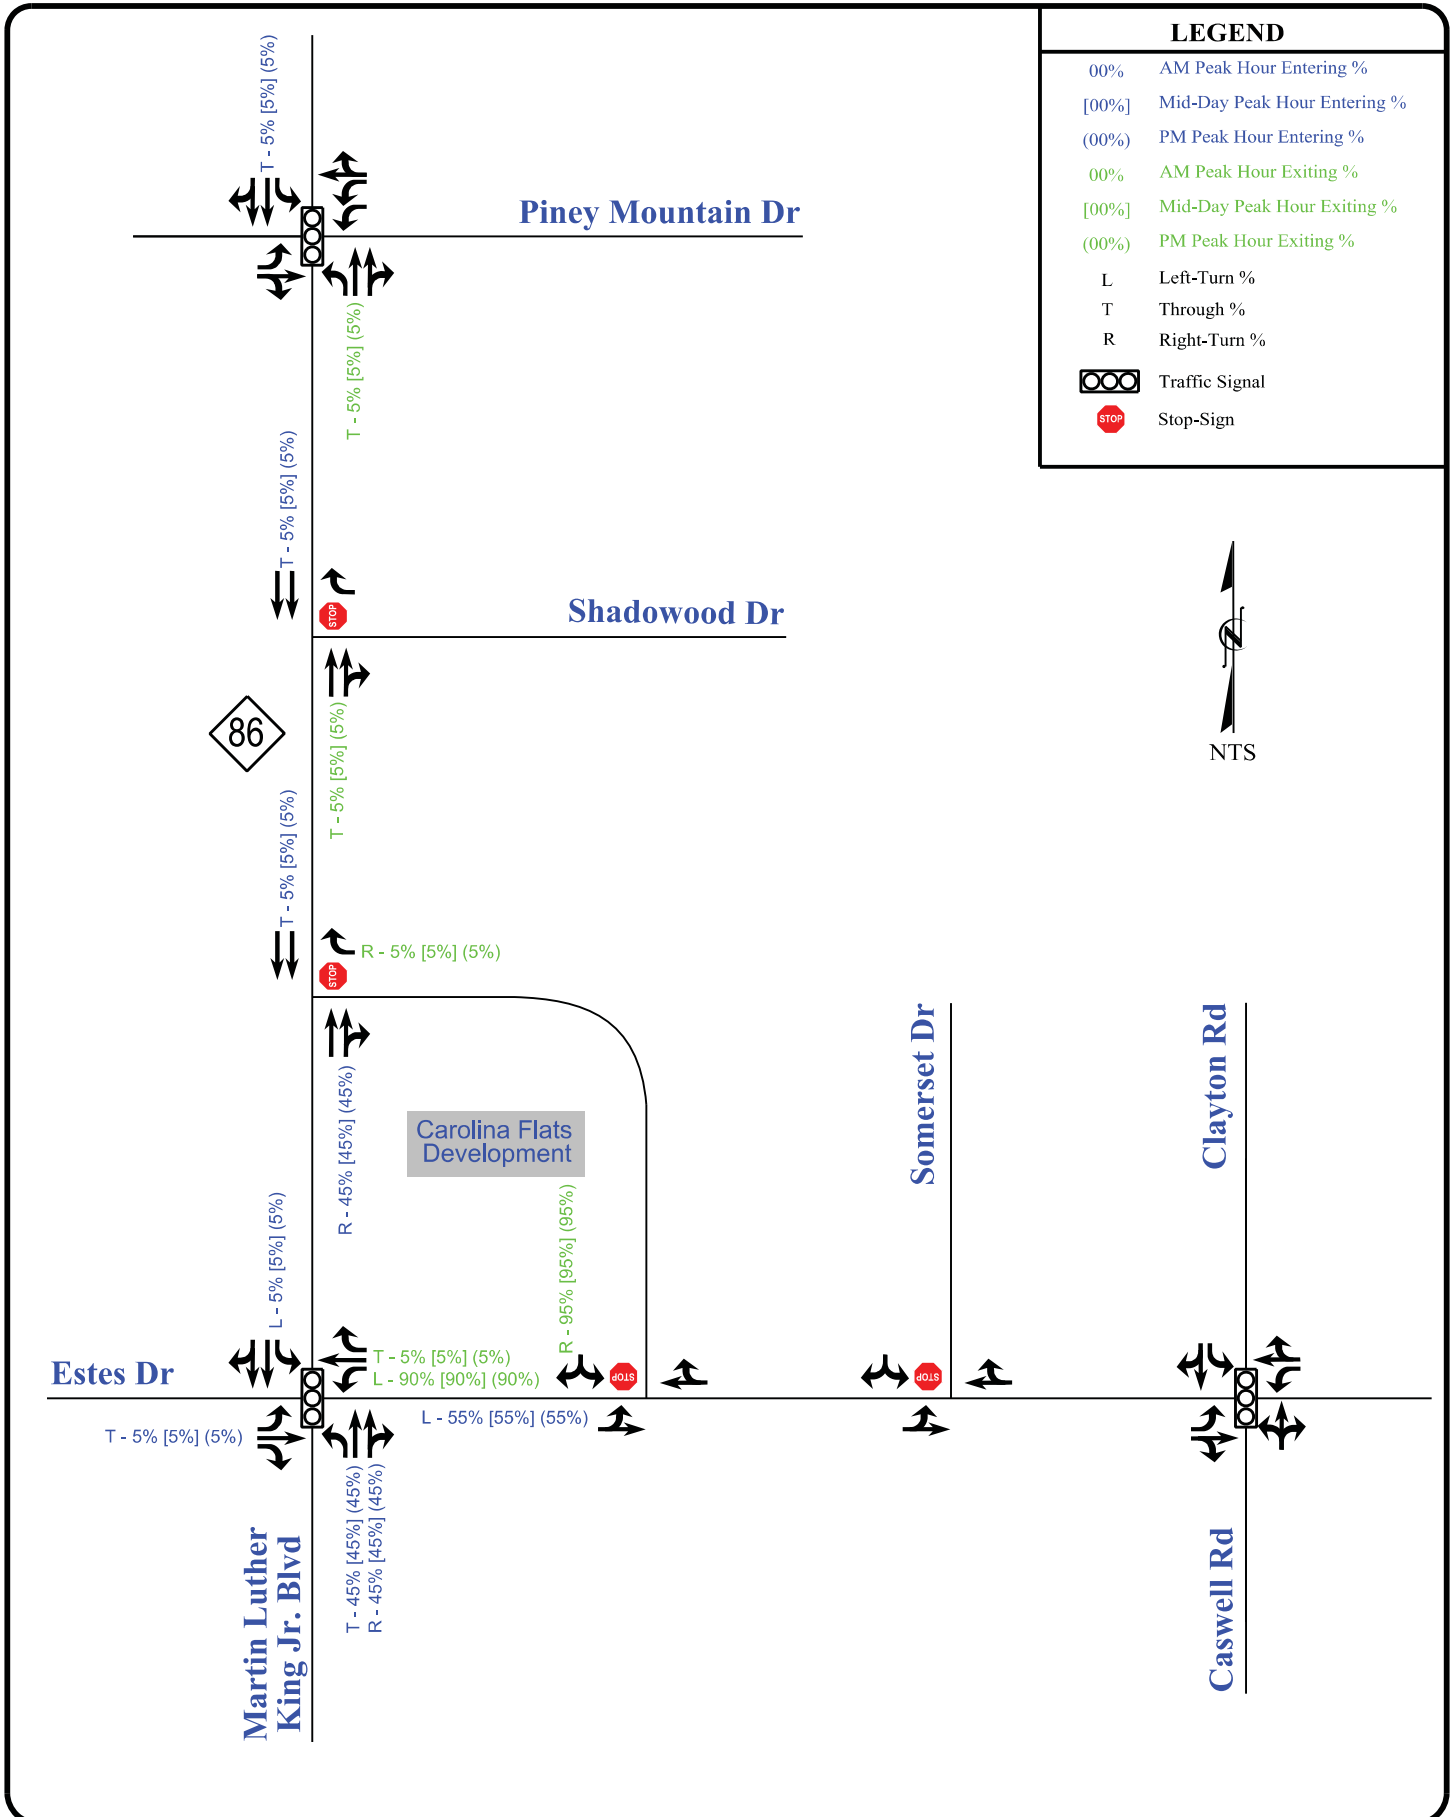 LEGEND
00% AM Peak Hour Entering %
[00%] Mid-Day Peak Hour Entering %
(00%) PM Peak Hour Entering %
00% AM Peak Hour Exiting %
[00%] Mid-Day Peak Hour Exiting %
(00%) PM Peak Hour Exiting %
L Left-Turn %
T Through %
R Right-Turn %
Traffic Signal
STOP Stop-Sign
T - 5% [5%] (5%)
Piney Mountain Dr
T - 5% [5%] (5%)
T - 5% [5%] (5%)
STOP
Shadowood Dr
86
T - 5% [5%] (5%)
NTS
T - 5% [5%] (5%)
R - 5% [5%] (5%)
STOP
R - 45% [45%] (45%)
Carolina Flats
Development
Somerset Dr
Clayton Rd
L - 5% [5%] (5%)
R - 95% [95%] (95%)
Estes Dr
T - 5% [5%] (5%)
L - 90% [90%] (90%)
STOP
STOP
L - 55% [55%] (55%)
T - 5% [5%] (5%)
T - 45% [45%] (45%)
R - 45% [45%] (45%)
Martin Luther
King Jr. Blvd
Caswell Rd